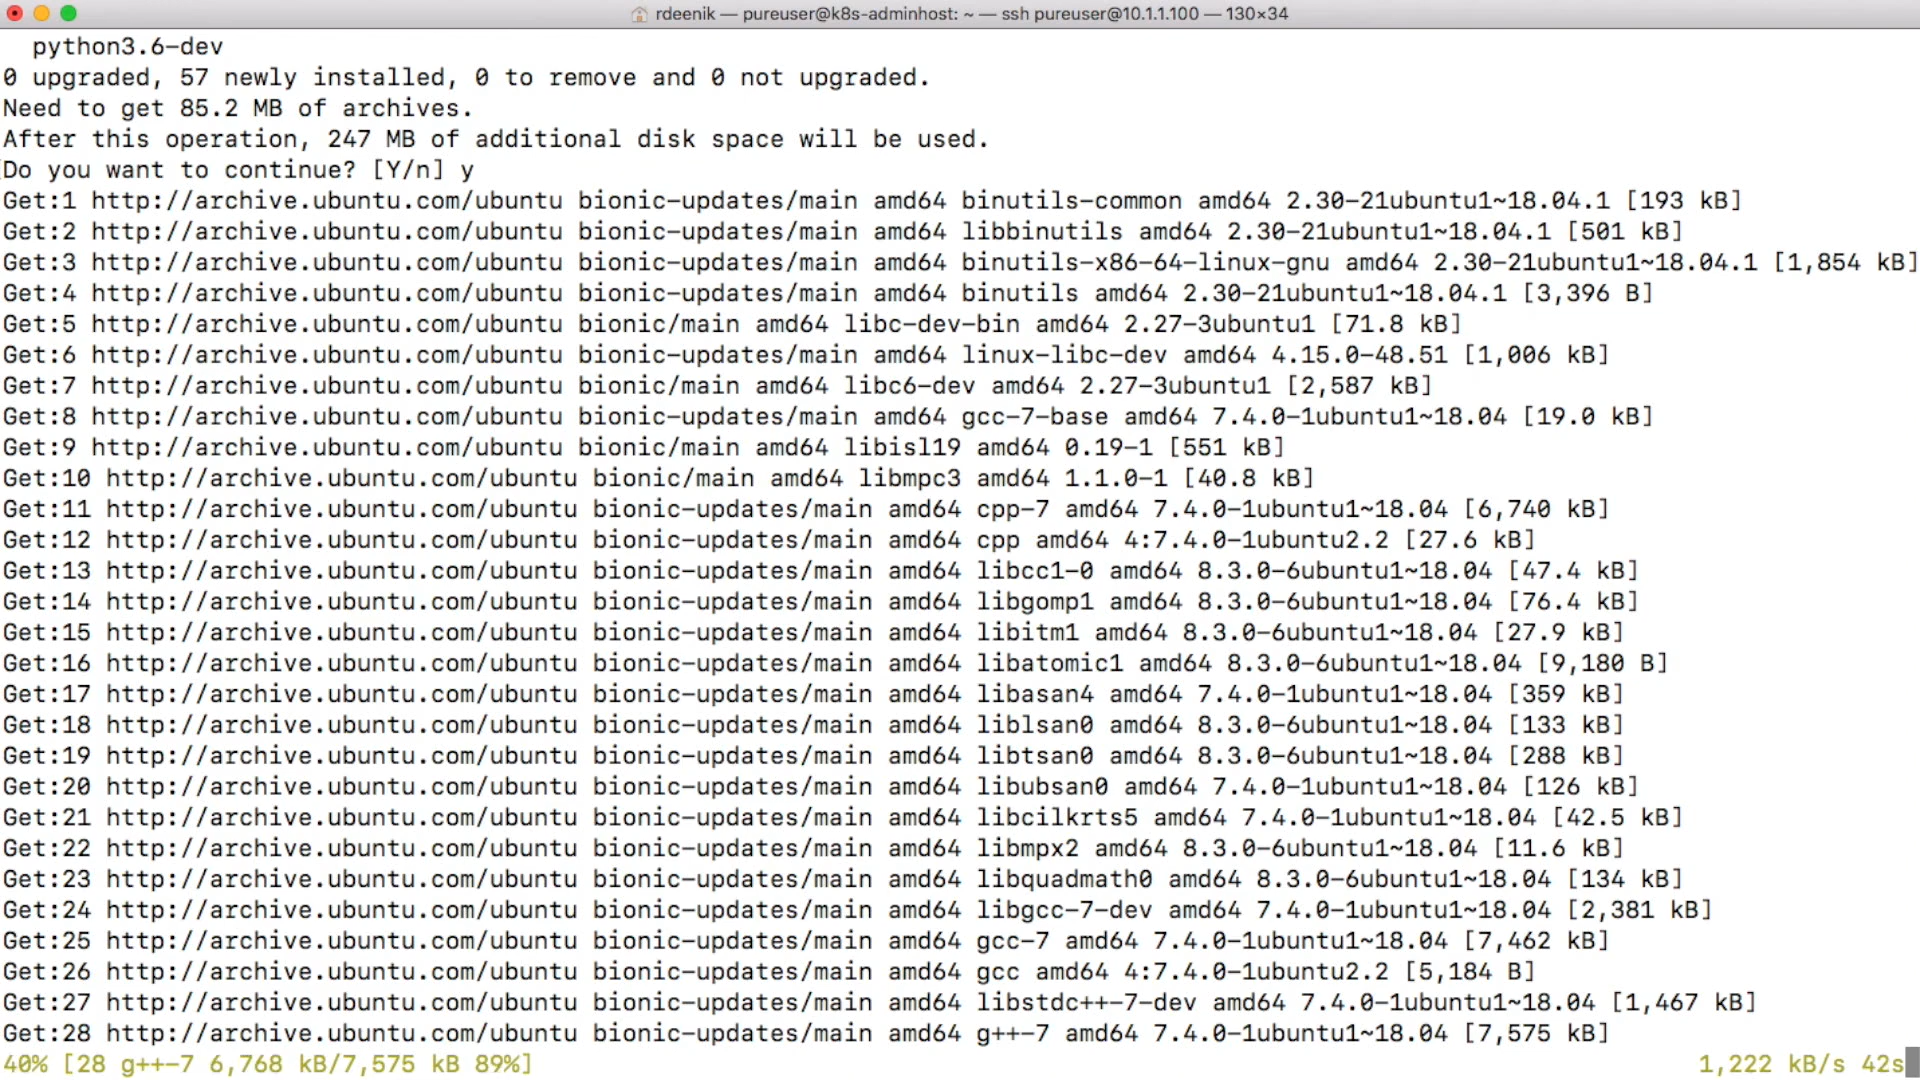 rdeenik — pureuser@k8s-adminhost: ~ — ssh pureuser@10.1.1.100 — 130×34
python3.6-dev
0 upgraded, 57 newly installed, 0 to remove and 0 not upgraded.
Need to get 85.2 MB of archives.
After this operation, 247 MB of additional disk space will be used.
Do you want to continue? [Y/n] y
Get:1 http://archive.ubuntu.com/ubuntu bionic-updates/main amd64 binutils-common amd64 2.30-21ubuntu1~18.04.1 [193 kB]
Get:2 http://archive.ubuntu.com/ubuntu bionic-updates/main amd64 libbinutils amd64 2.30-21ubuntu1~18.04.1 [501 kB]
Get:3 http://archive.ubuntu.com/ubuntu bionic-updates/main amd64 binutils-x86-64-linux-gnu amd64 2.30-21ubuntu1~18.04.1 [1,854 kB]
Get:4 http://archive.ubuntu.com/ubuntu bionic-updates/main amd64 binutils amd64 2.30-21ubuntu1~18.04.1 [3,396 B]
Get:5 http://archive.ubuntu.com/ubuntu bionic/main amd64 libc-dev-bin amd64 2.27-3ubuntu1 [71.8 kB]
Get:6 http://archive.ubuntu.com/ubuntu bionic-updates/main amd64 linux-libc-dev amd64 4.15.0-48.51 [1,006 kB]
Get:7 http://archive.ubuntu.com/ubuntu bionic/main amd64 libc6-dev amd64 2.27-3ubuntu1 [2,587 kB]
Get:8 http://archive.ubuntu.com/ubuntu bionic-updates/main amd64 gcc-7-base amd64 7.4.0-1ubuntu1~18.04 [19.0 kB]
Get:9 http://archive.ubuntu.com/ubuntu bionic/main amd64 libisl19 amd64 0.19-1 [551 kB]
Get:10 http://archive.ubuntu.com/ubuntu bionic/main amd64 libmpc3 amd64 1.1.0-1 [40.8 kB]
Get:11 http://archive.ubuntu.com/ubuntu bionic-updates/main amd64 cpp-7 amd64 7.4.0-1ubuntu1~18.04 [6,740 kB]
Get:12 http://archive.ubuntu.com/ubuntu bionic-updates/main amd64 cpp amd64 4:7.4.0-1ubuntu2.2 [27.6 kB]
Get:13 http://archive.ubuntu.com/ubuntu bionic-updates/main amd64 libcc1-0 amd64 8.3.0-6ubuntu1~18.04 [47.4 kB]
Get:14 http://archive.ubuntu.com/ubuntu bionic-updates/main amd64 libgomp1 amd64 8.3.0-6ubuntu1~18.04 [76.4 kB]
Get:15 http://archive.ubuntu.com/ubuntu bionic-updates/main amd64 libitm1 amd64 8.3.0-6ubuntu1~18.04 [27.9 kB]
Get:16 http://archive.ubuntu.com/ubuntu bionic-updates/main amd64 libatomic1 amd64 8.3.0-6ubuntu1~18.04 [9,180 B]
Get:17 http://archive.ubuntu.com/ubuntu bionic-updates/main amd64 libasan4 amd64 7.4.0-1ubuntu1~18.04 [359 kB]
Get:18 http://archive.ubuntu.com/ubuntu bionic-updates/main amd64 liblsan0 amd64 8.3.0-6ubuntu1~18.04 [133 kB]
Get:19 http://archive.ubuntu.com/ubuntu bionic-updates/main amd64 libtsan0 amd64 8.3.0-6ubuntu1~18.04 [288 kB]
Get:20 http://archive.ubuntu.com/ubuntu bionic-updates/main amd64 libubsan0 amd64 7.4.0-1ubuntu1~18.04 [126 kB]
Get:21 http://archive.ubuntu.com/ubuntu bionic-updates/main amd64 libcilkrts5 amd64 7.4.0-1ubuntu1~18.04 [42.5 kB]
Get:22 http://archive.ubuntu.com/ubuntu bionic-updates/main amd64 libmpx2 amd64 8.3.0-6ubuntu1~18.04 [11.6 kB]
Get:23 http://archive.ubuntu.com/ubuntu bionic-updates/main amd64 libquadmath0 amd64 8.3.0-6ubuntu1~18.04 [134 kB]
Get:24 http://archive.ubuntu.com/ubuntu bionic-updates/main amd64 libgcc-7-dev amd64 7.4.0-1ubuntu1~18.04 [2,381 kB]
Get:25 http://archive.ubuntu.com/ubuntu bionic-updates/main amd64 gcc-7 amd64 7.4.0-1ubuntu1~18.04 [7,462 kB]
Get:26 http://archive.ubuntu.com/ubuntu bionic-updates/main amd64 gcc amd64 4:7.4.0-1ubuntu2.2 [5,184 B]
Get:27 http://archive.ubuntu.com/ubuntu bionic-updates/main amd64 libstdc++-7-dev amd64 7.4.0-1ubuntu1~18.04 [1,467 kB]
Get:28 http://archive.ubuntu.com/ubuntu bionic-updates/main amd64 g++-7 amd64 7.4.0-1ubuntu1~18.04 [7,575 kB]
40% [28 g++-7 6,768 kB/7,575 kB 89%] 1,222 kB/s 42s